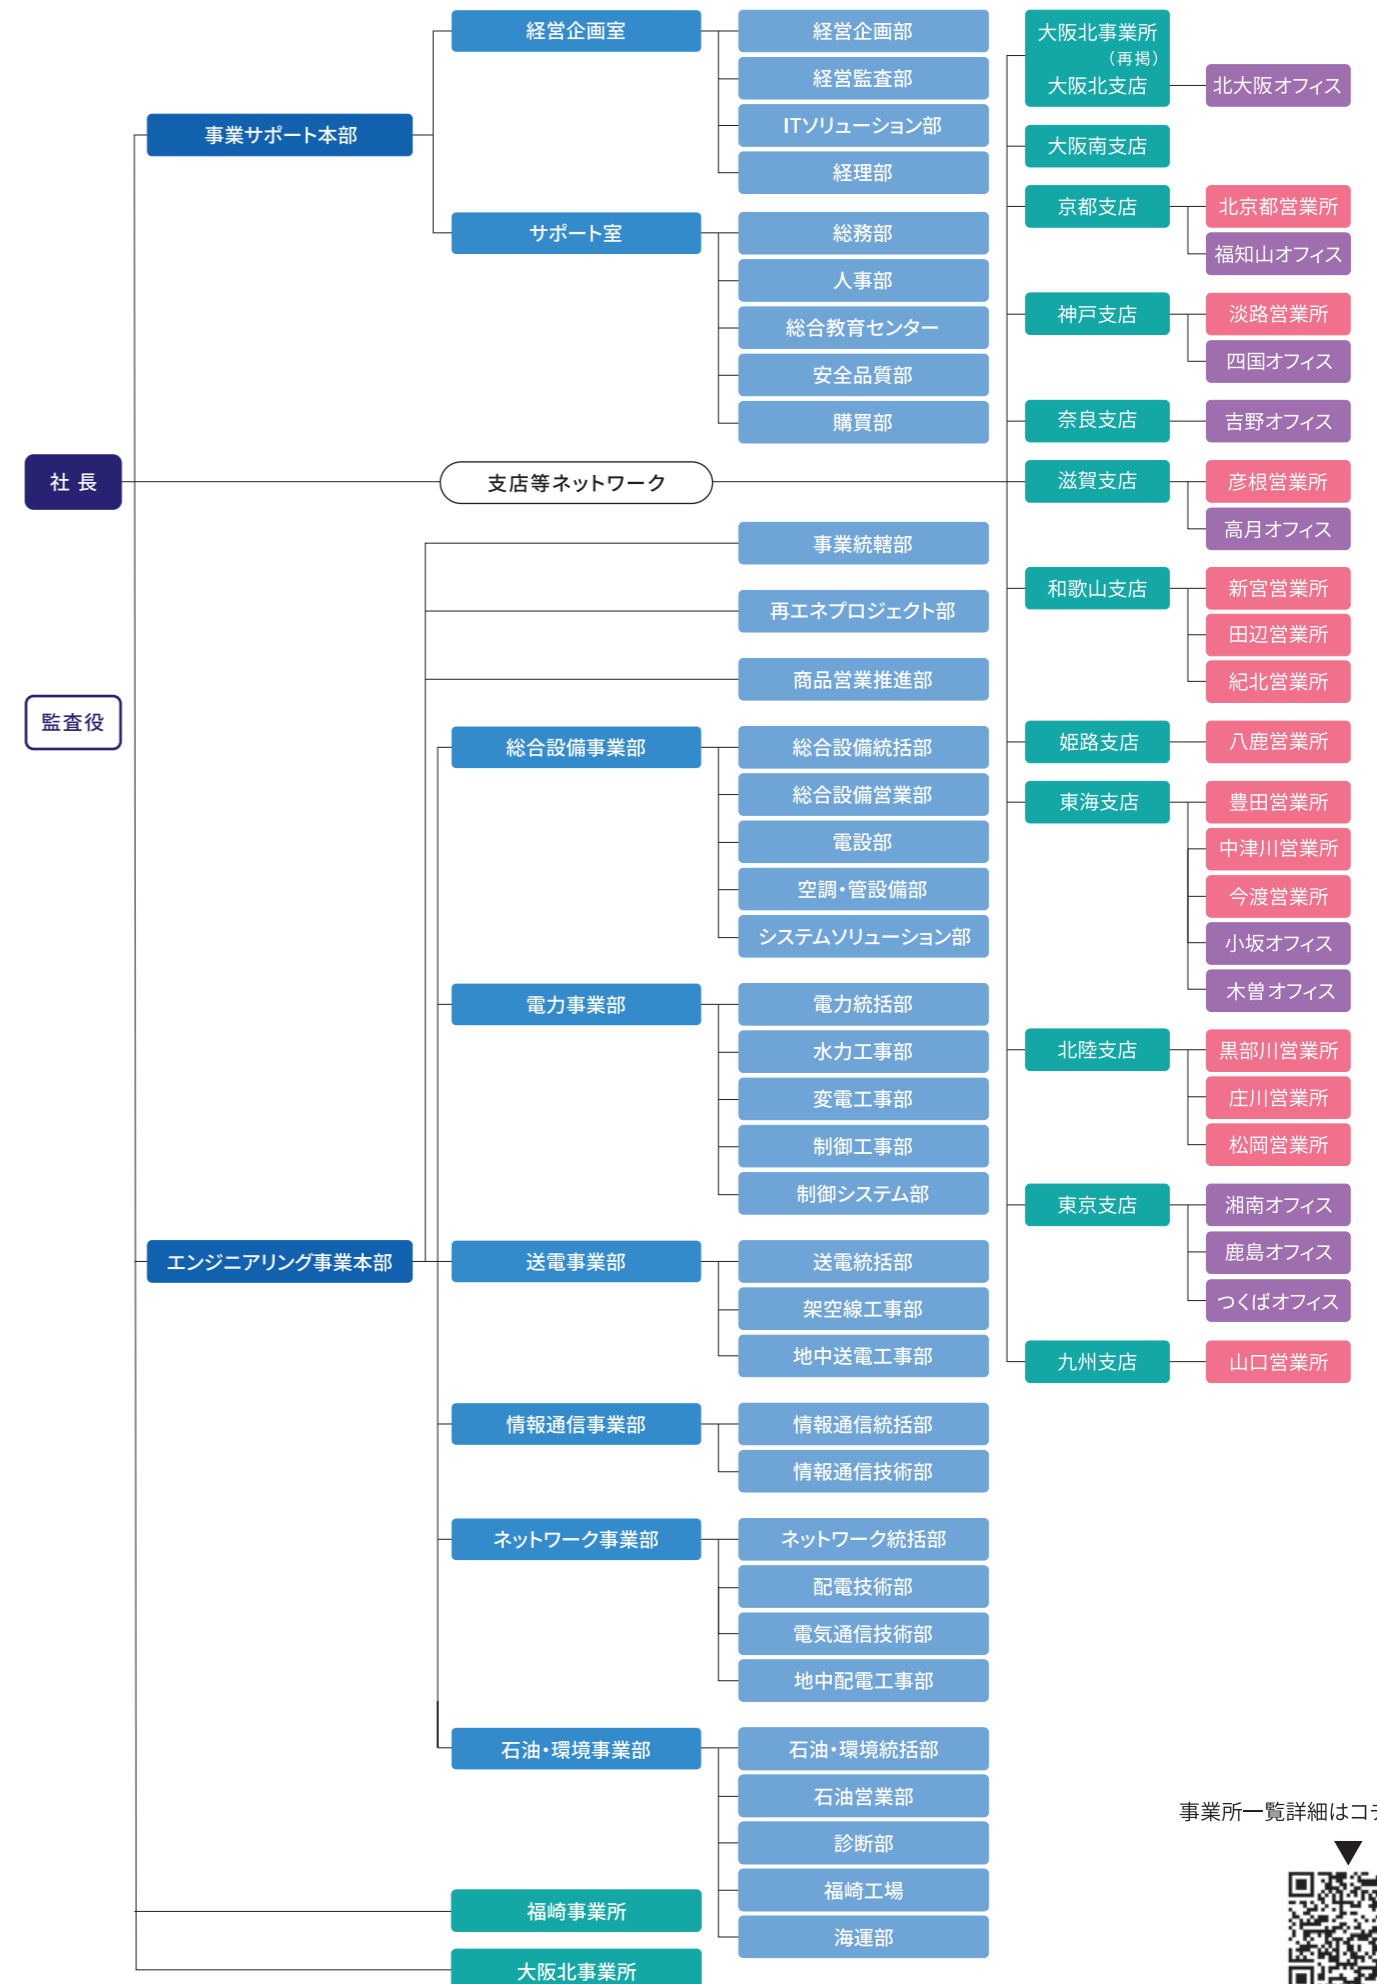 社 長
監査役
事業サポート本部
経営企画室
経営企画部
経営監査部
ITソリューション部
経理部
サポート室
総務部
人事部
総合教育センター
安全品質部
購買部
支店等ネットワーク
エンジニアリング事業本部
事業統轄部
再エネプロジェクト部
商品営業推進部
総合設備事業部
総合設備統括部
総合設備営業部
電設部
空調・管設備部
システムソリューション部
電力事業部
電力統括部
水力工事部
変電工事部
制御工事部
制御システム部
送電事業部
送電統括部
架空線工事部
地中送電工事部
情報通信事業部
情報通信統括部
情報通信技術部
ネットワーク事業部
ネットワーク統括部
配電技術部
電気通信技術部
地中配電工事部
石油・環境事業部
石油・環境統括部
石油営業部
診断部
福崎工場
海運部
福崎事業所
大阪北事業所
大阪北事業所
（再掲）
大阪北支店
北大阪オフィス
大阪南支店
京都支店
北京都営業所
福知山オフィス
神戸支店
淡路営業所
四国オフィス
奈良支店
吉野オフィス
滋賀支店
彦根営業所
高月オフィス
和歌山支店
新宮営業所
田辺営業所
紀北営業所
姫路支店
八鹿営業所
東海支店
豊田営業所
中津川営業所
今渡営業所
小坂オフィス
木曽オフィス
北陸支店
黒部川営業所
庄川営業所
松岡営業所
東京支店
湘南オフィス
鹿島オフィス
つくばオフィス
九州支店
山口営業所
事業所一覧詳細はコ